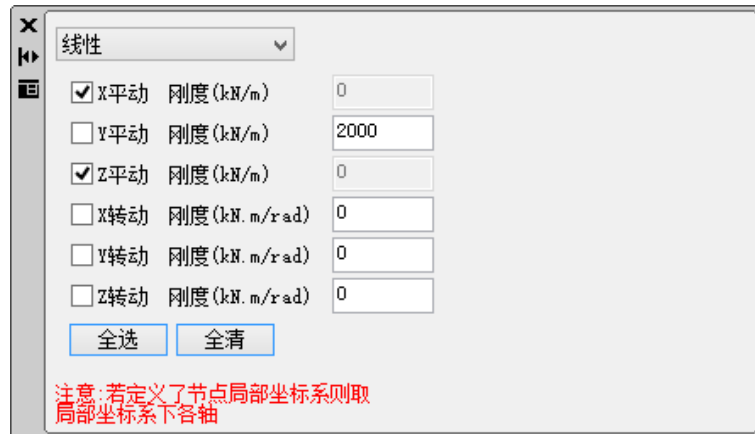 线性
X平动 刚度(kN/m) 0
Y平动 刚度(kN/m) 2000
Z平动 刚度(kN/m) 0
X转动 刚度(kN.m/rad) 0
Y转动 刚度(kN.m/rad) 0
Z转动 刚度(kN.m/rad) 0
全选 全清
注意:若定义了节点局部坐标系则取
局部坐标系下各轴